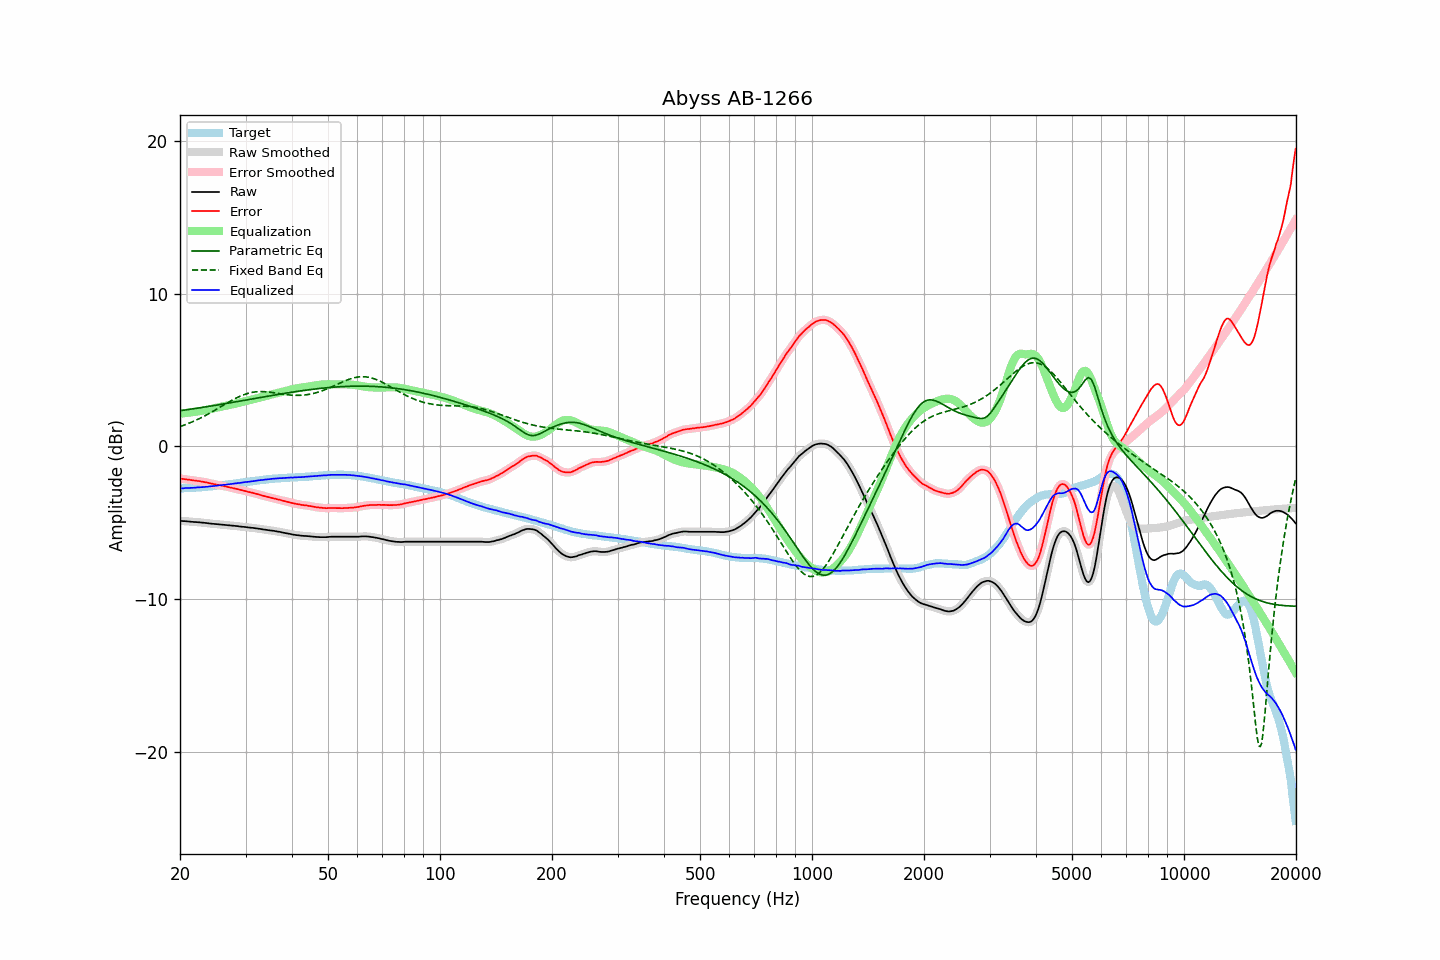 Abyss AB-1266
Target
Raw Smoothed
Error Smoothed
Raw
Error
Equalization
Parametric Eq
Fixed Band Eq
Equalized
20
10
0
−10
−20
Amplitude (dBr)
20
50
100
200
500
1000
2000
5000
10000
20000
Frequency (Hz)